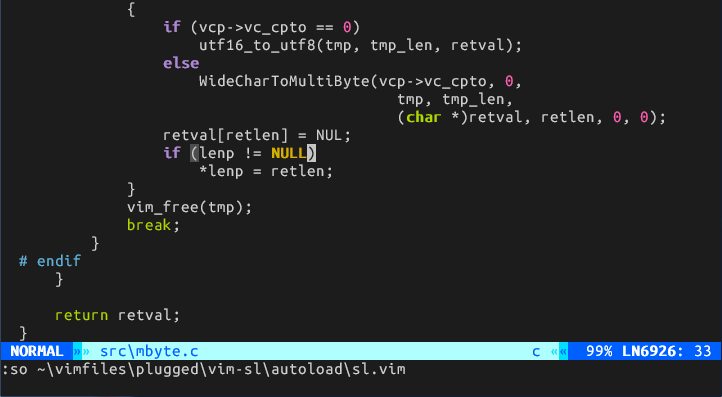 {
if (vcp->vc_cpto == 0)
utf16_to_utf8(tmp, tmp_len, retval);
else
WideCharToMultiByte(vcp->vc_cpto, 0,
tmp, tmp_len,
(char *)retval, retlen, 0, 0);
retval[retlen] = NUL;
if (lenp != NULL)
*lenp = retlen;
}
vim_free(tmp);
break;
}
# endif
}
return retval;
}
NORMAL »» src\mbyte.c c «« 99% LN6926: 33
:so ~\vimfiles\plugged\vim-sl\autoload\sl.vim